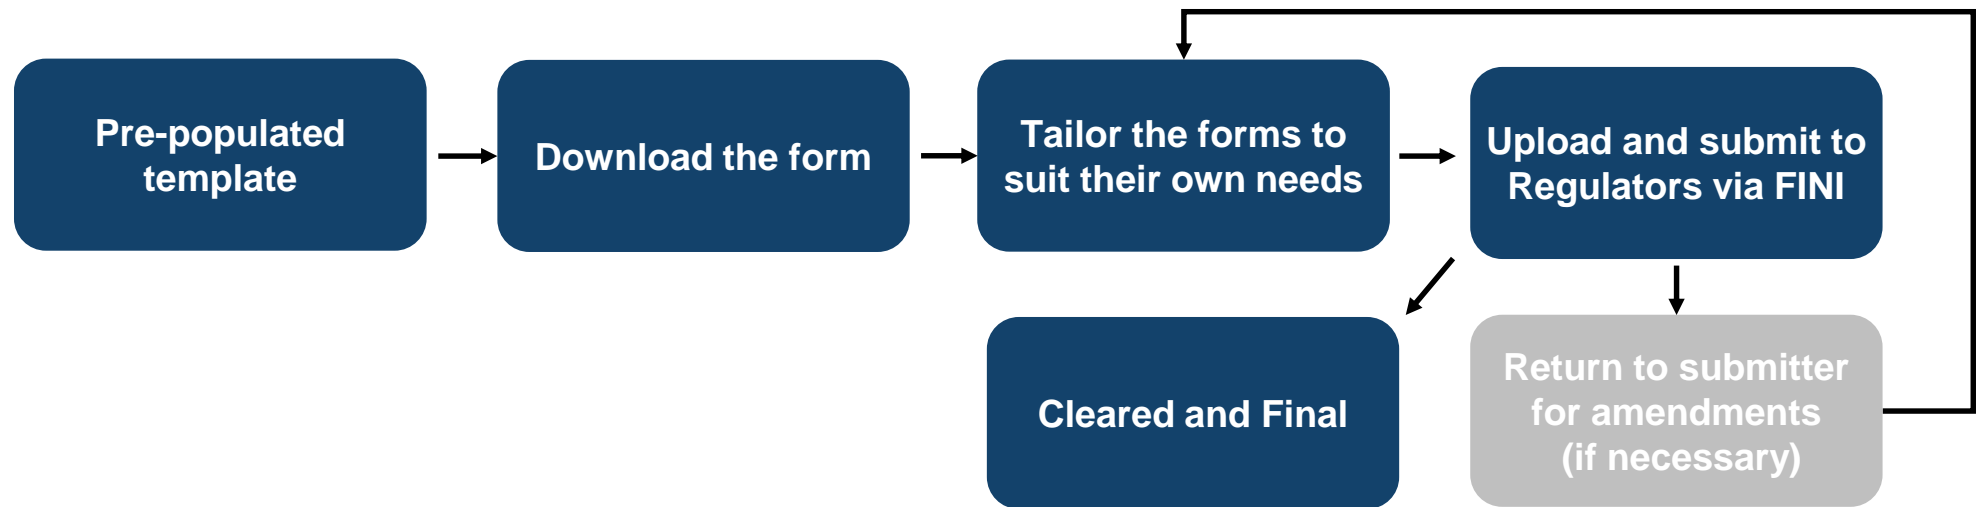 Pre-populated
template
Download the form
Tailor the forms to
suit their own needs
Upload and submit to
Regulators via FINI
Cleared and Final
Return to submitter
for amendments
(if necessary)